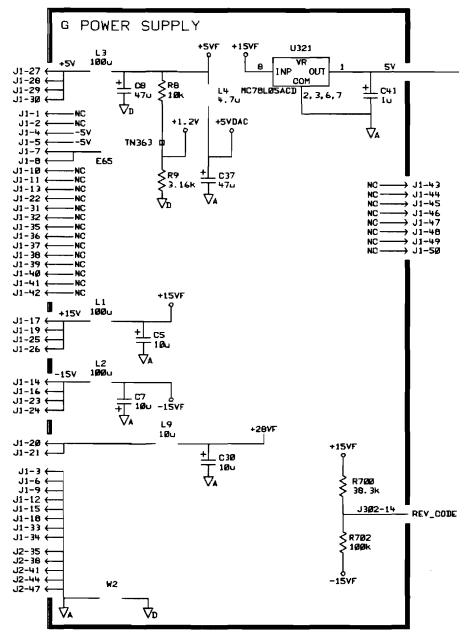 G POWER SUPPLY
J1-27
J1-28
J1-29
J1-30
+5V
L3
100u
C8
47u
D
R8
10k
TN363
+1.2V
R9
3.16k
D
+5VF
L4
4.7u
+5VDAC
C37
47u
A
+15VF
U321
8
INP
VR
OUT
COM
MC78L05ACD
2,3,6,7
1
5V
C41
1u
A
J1-1 NC
J1-2 NC
J1-4 -5V
J1-5 -5V
J1-7
J1-8
E65
J1-10 NC
J1-11 NC
J1-13 NC
J1-22 NC
J1-31 NC
J1-32 NC
J1-35 NC
J1-36 NC
J1-37 NC
J1-38 NC
J1-39 NC
J1-40 NC
J1-41 NC
J1-42 NC
NC J1-43
NC J1-44
NC J1-45
NC J1-46
NC J1-47
NC J1-48
NC J1-49
NC J1-50
J1-17
J1-19
J1-25
J1-26
+15V
L1
100u
+15VF
C5
10u
A
J1-14
J1-16
J1-23
J1-24
-15V
L2
100u
C7
10u
A
-15VF
J1-20
J1-21
L9
10u
+28VF
C30
10u
A
J1-3
J1-6
J1-9
J1-12
J1-15
J1-18
J1-33
J1-34
J2-35
J2-38
J2-41
J2-44
J2-47
W2
A
D
+15VF
R700
38.3k
J302-14
REV_CODE
R702
100k
-15VF